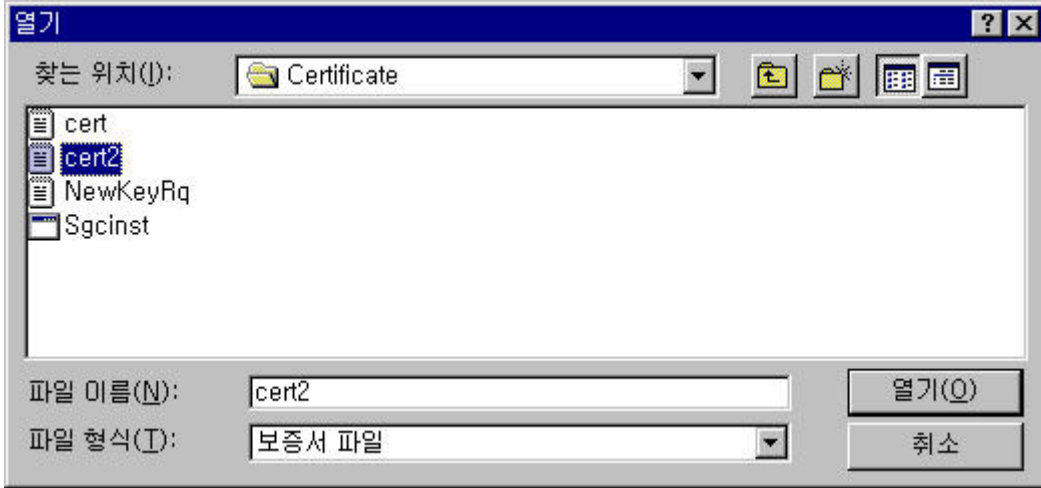 열기
찾는 위치(I): Certificate
cert
cert2
NewKeyRq
Sgcinst
파일 이름(N): cert2 열기(O)
파일 형식(T): 보증서 파일 취소